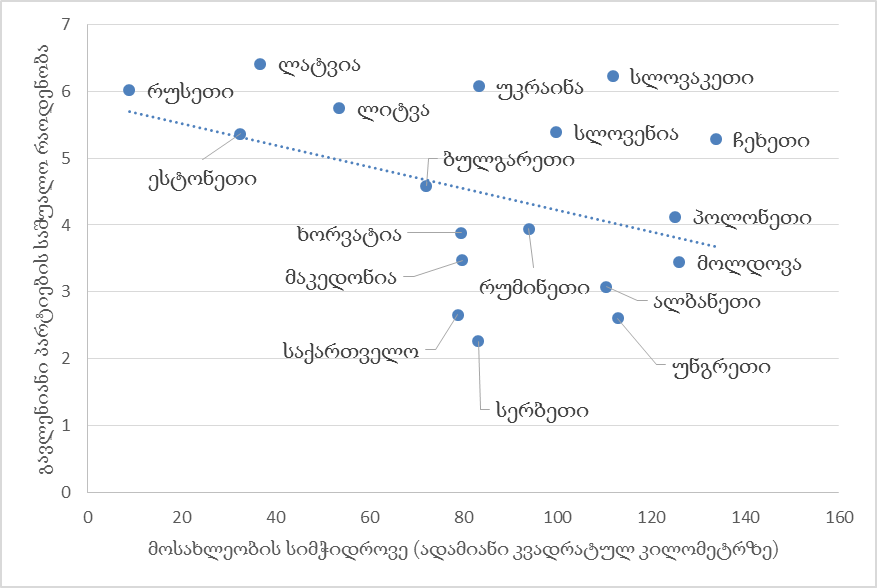 გავლენიანი პარტიების საშუალო რაოდენობა
7
6
5
4
3
2
1
0
ლატვია
რუსეთი
ლიტვა
უკრაინა
სლოვაკეთი
ესტონეთი
ბულგარეთი
სლოვენია
ჩეხეთი
ხორვატია
პოლონეთი
მაკედონია
რუმინეთი
მოლდოვა
ალბანეთი
საქართველო
უნგრეთი
სერბეთი
0 20 40 60 80 100 120 140 160
მოსახლეობის სიმჭიდროვე (ადამიანი კვადრატულ კილომეტრზე)